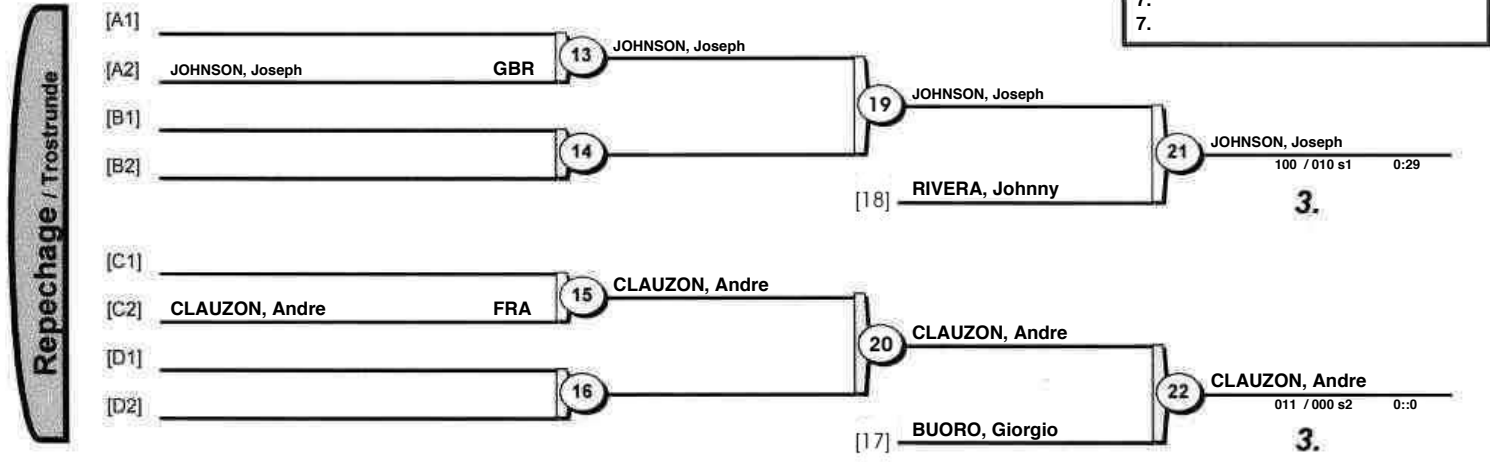 7.
7.
Repechage / Trostrunde
[A1]
[A2] JOHNSON, Joseph GBR
13 JOHNSON, Joseph
[B1]
[B2]
14
19 JOHNSON, Joseph
[18] RIVERA, Johnny
21 JOHNSON, Joseph
100 / 010 s1 0:29
3.
[C1]
[C2] CLAUZON, Andre FRA
15 CLAUZON, Andre
[D1]
[D2]
16
20 CLAUZON, Andre
[17] BUORO, Giorgio
22 CLAUZON, Andre
011 / 000 s2 0::0
3.